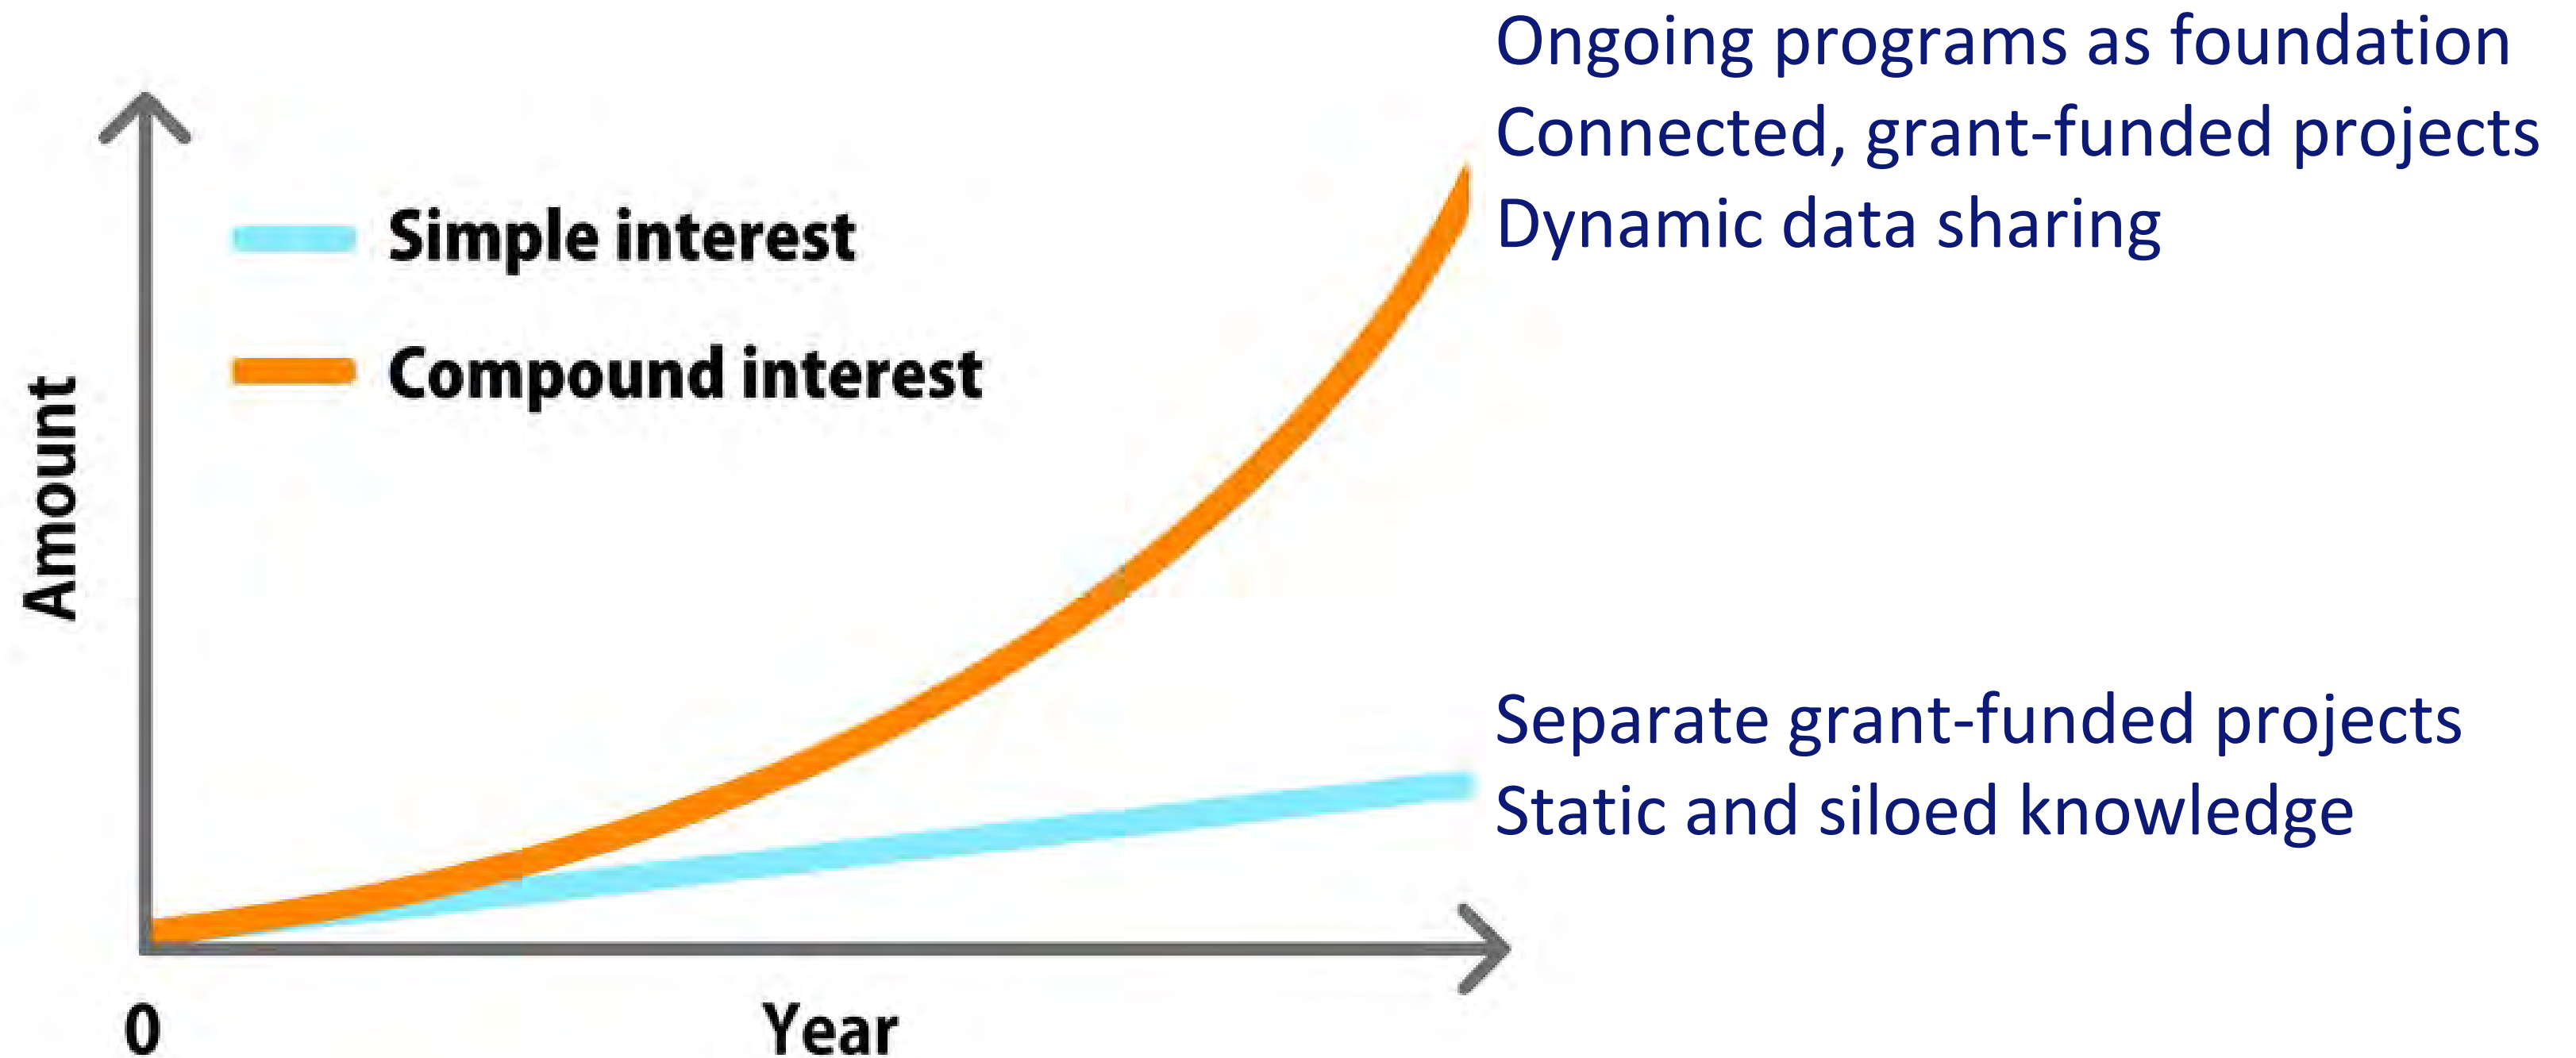 Ongoing programs as foundation
Connected, grant-funded projects
Dynamic data sharing
Simple interest
Compound interest
Amount
Separate grant-funded projects
Static and siloed knowledge
0
Year